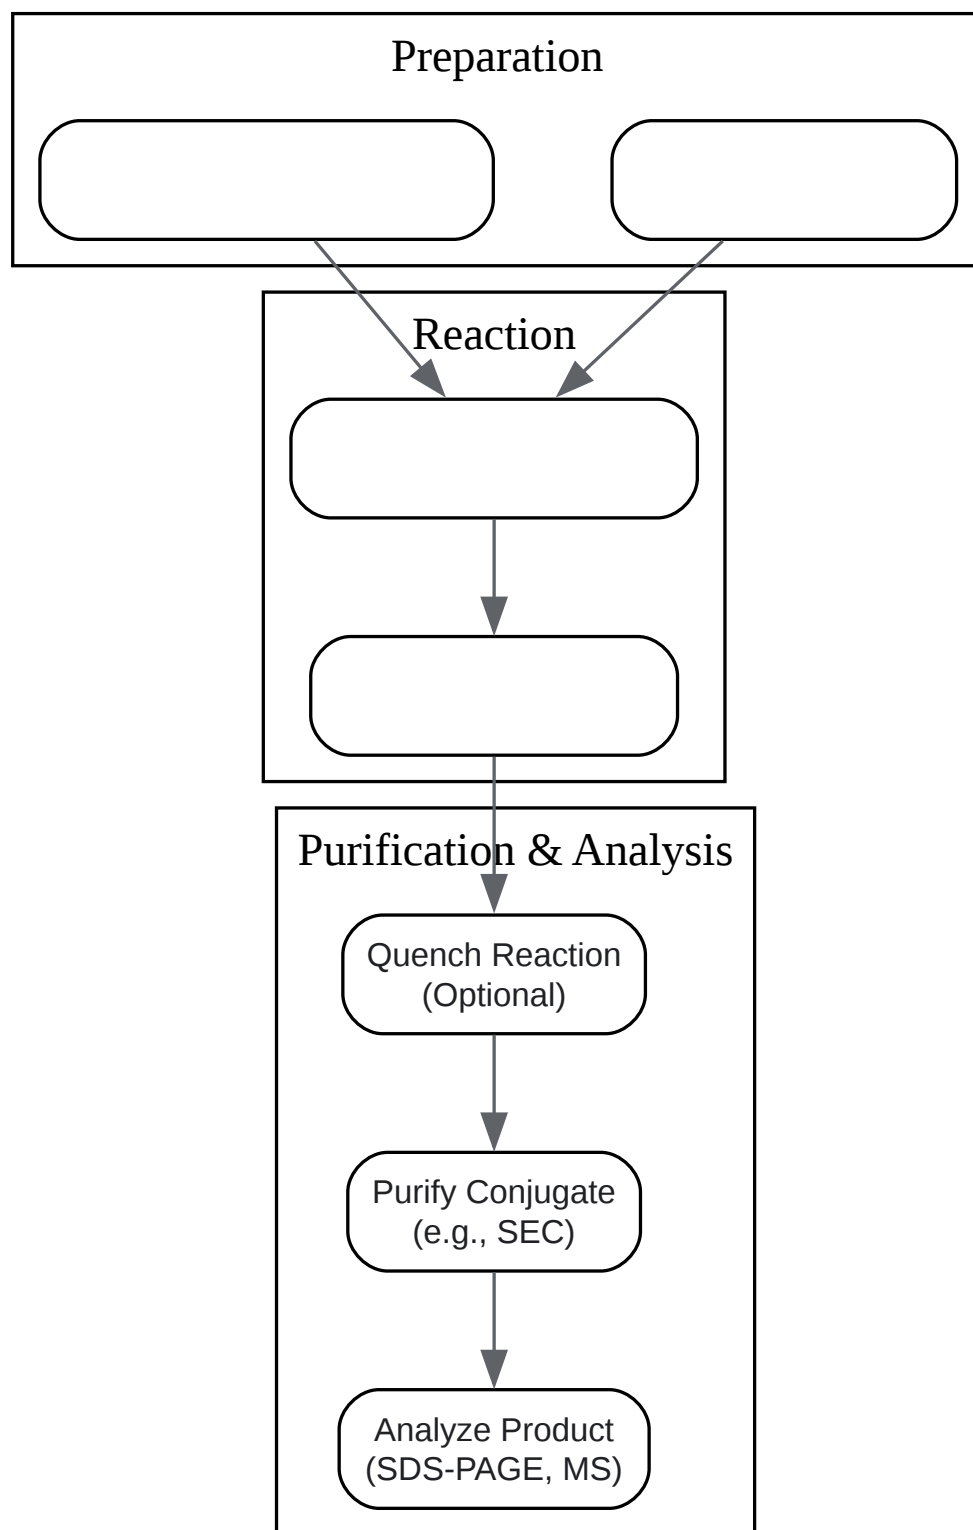 Preparation
Reaction
Purification & Analysis
Quench Reaction
(Optional)
Purify Conjugate
(e.g., SEC)
Analyze Product
(SDS-PAGE, MS)